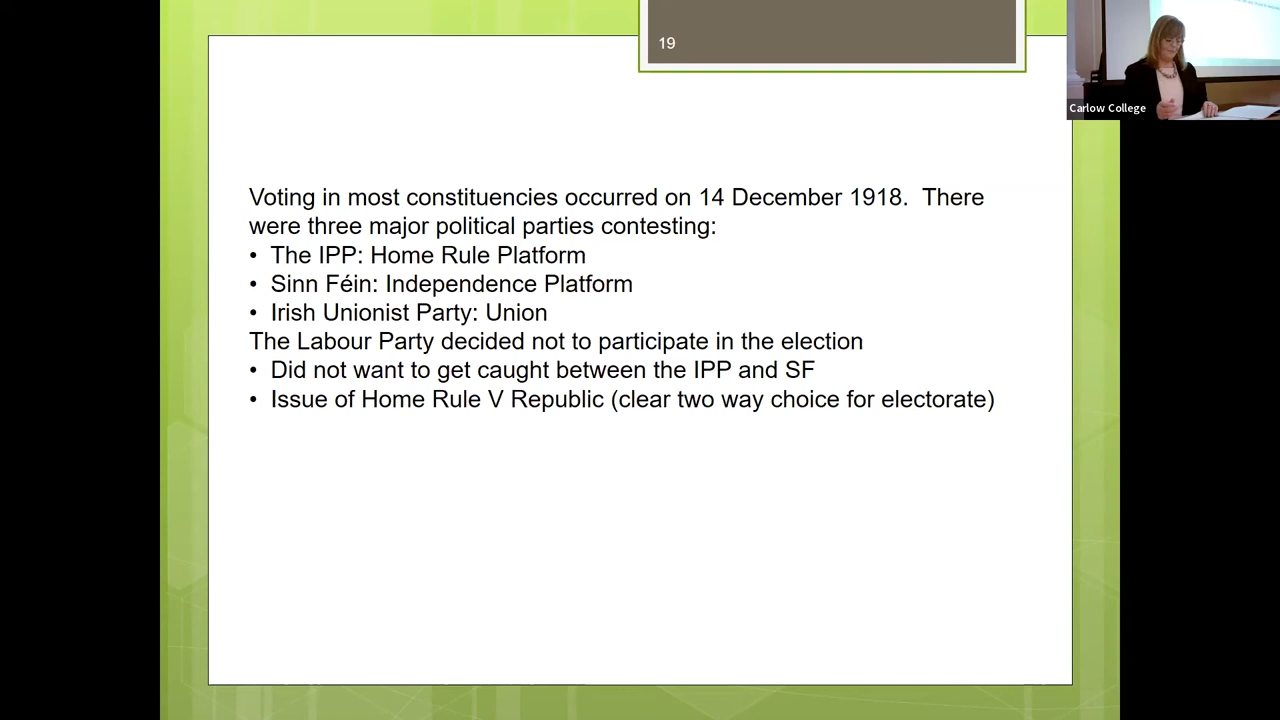 19
Carlow College
Voting in most constituencies occurred on 14 December 1918.  There
were three major political parties contesting:
• The IPP: Home Rule Platform
• Sinn Féin: Independence Platform
• Irish Unionist Party: Union
The Labour Party decided not to participate in the election
• Did not want to get caught between the IPP and SF
• Issue of Home Rule V Republic (clear two way choice for electorate)